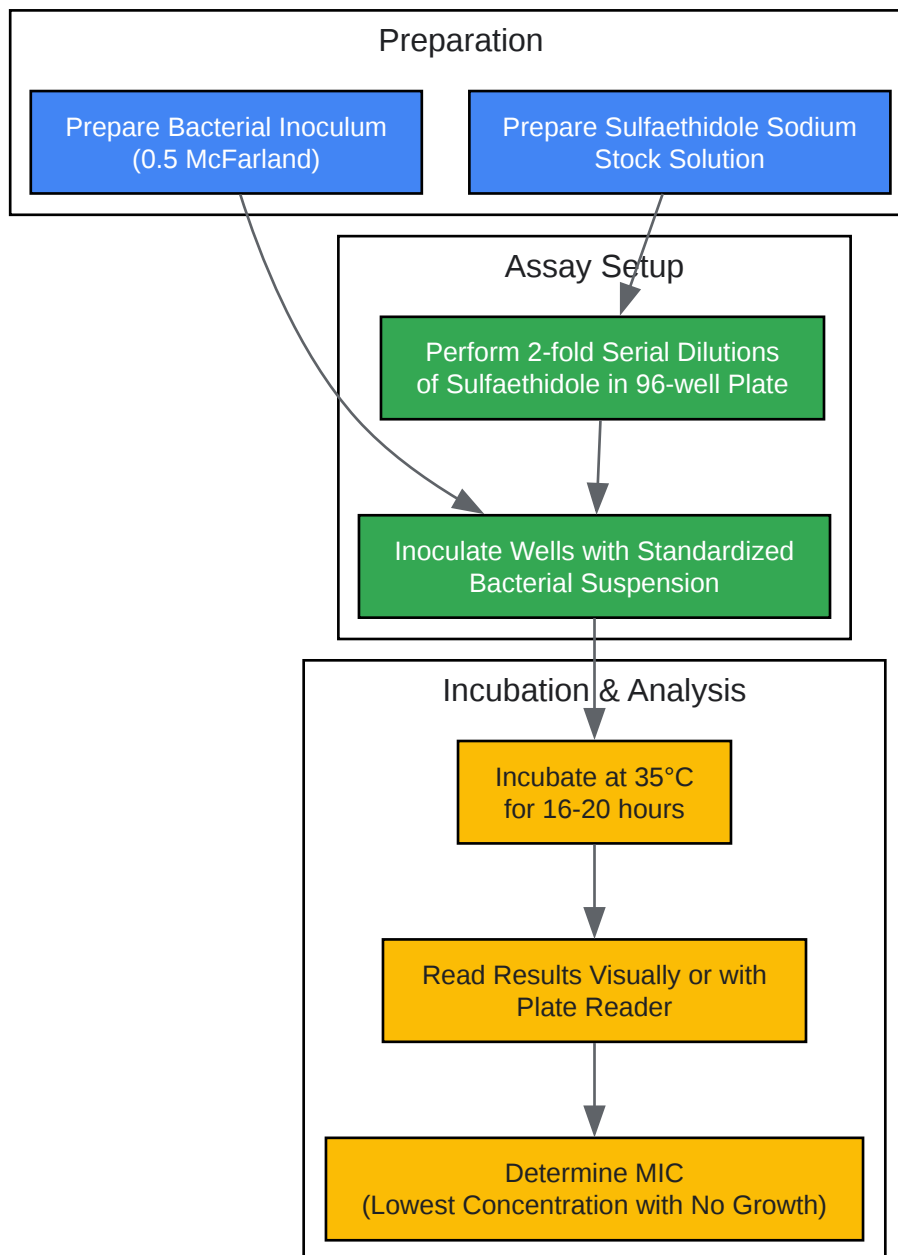 Preparation
Prepare Bacterial Inoculum
(0.5 McFarland)
Prepare Sulfaethidole Sodium
Stock Solution
Assay Setup
Perform 2-fold Serial Dilutions
of Sulfaethidole in 96-well Plate
Inoculate Wells with Standardized
Bacterial Suspension
Incubation & Analysis
Incubate at 35°C
for 16-20 hours
Read Results Visually or with
Plate Reader
Determine MIC
(Lowest Concentration with No Growth)